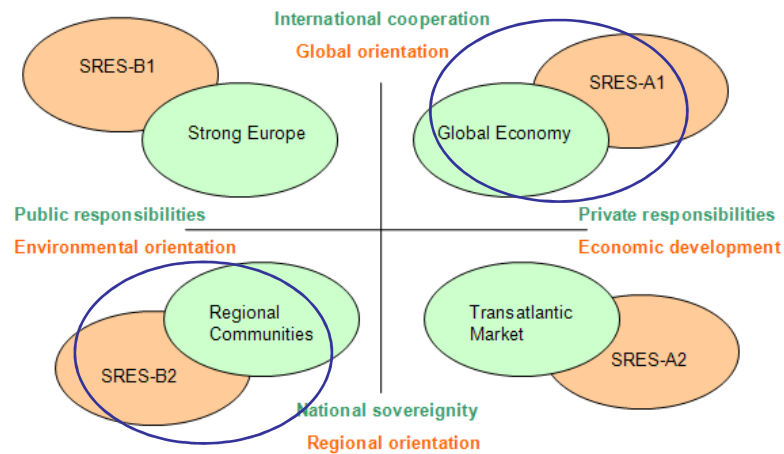 International cooperation
Global orientation
SRES-B1
SRES-A1
Strong Europe
Global Economy
Public responsibilities
Private responsibilities
Environmental orientation
Economic development
Regional
Communities
Transatlantic
Market
SRES-B2
SRES-A2
National sovereignity
Regional orientation